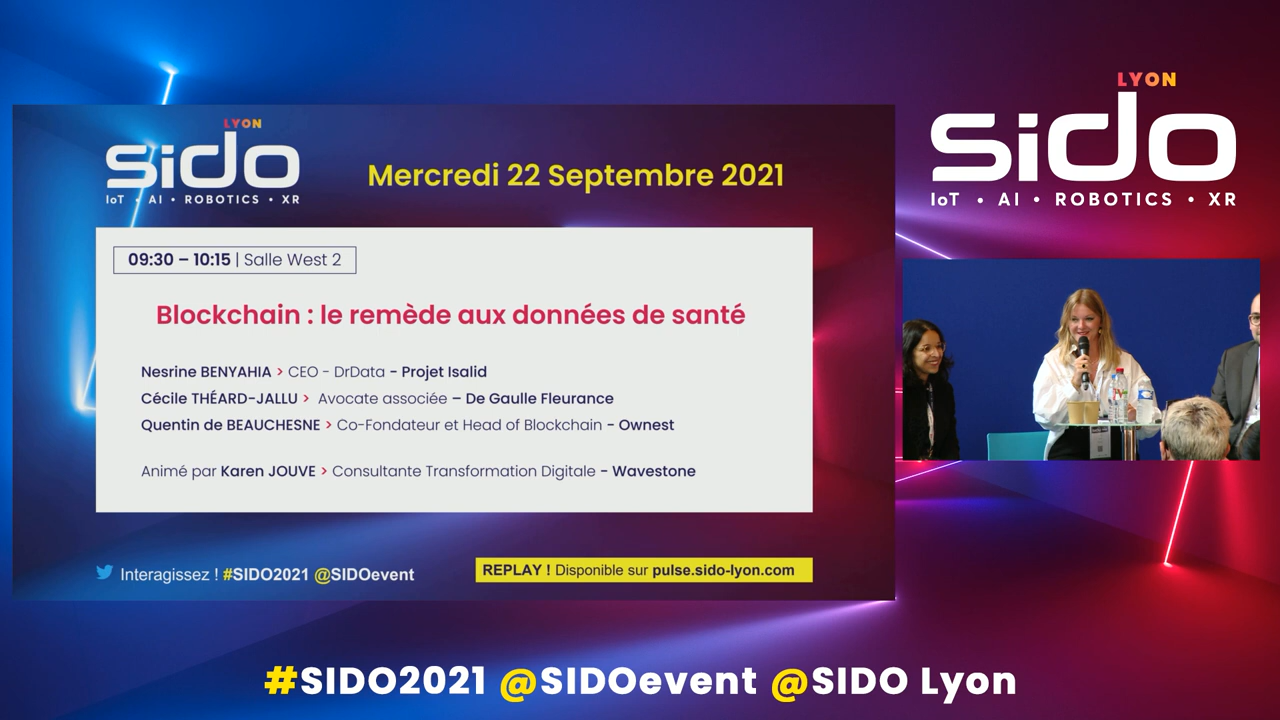 LYON
sido
IoT • AI • ROBOTICS • XR
Mercredi 22 Septembre 2021
09:30 – 10:15 | Salle West 2
Blockchain : le remède aux données de santé
Nesrine BENYAHIA > CEO - DrData - Projet Isalid
Cécile THÉARD-JALLU > Avocate associée – De Gaulle Fleurance
Quentin de BEAUCHESNE > Co-Fondateur et Head of Blockchain - Ownest
Animé par Karen JOUVE > Consultante Transformation Digitale - Wavestone
Interagissez ! #SIDO2021 @SIDOevent
REPLAY ! Disponible sur pulse.sido-lyon.com
LYON
sido
IoT • AI • ROBOTICS • XR
#SIDO2021 @SIDOevent @SIDO Lyon